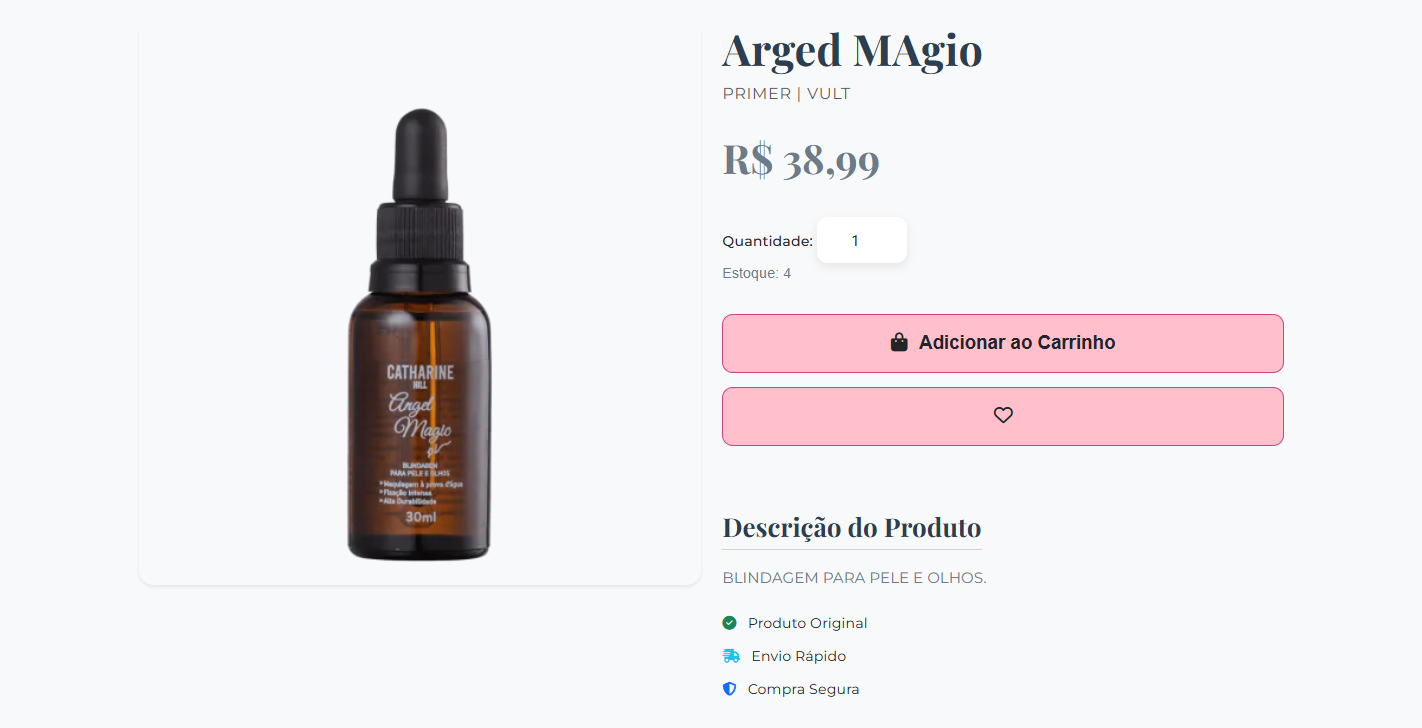 Arged MAgio
PRIMER | VULT
R$ 38,99
Quantidade: 1
Estoque: 4
Adicionar ao Carrinho
Descrição do Produto
BLINDAGEM PARA PELE E OLHOS.
Produto Original
Envio Rápido
Compra Segura
CATHARINE
HILL
Angel
Magic
BLINDAGEM
PARA PELE E OLHOS
Maquiagem à prova d'água
Fixação Intensa
Alta Durabilidade
30ml